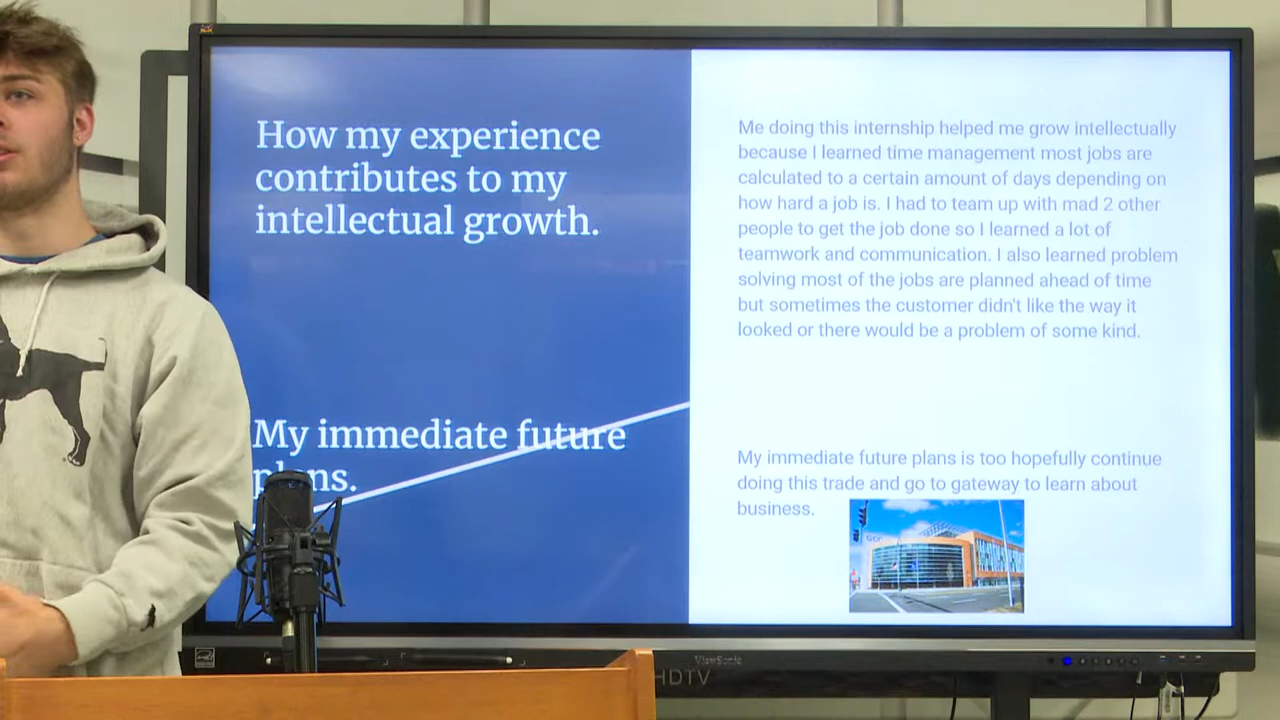 How my experience
contributes to my
intellectual growth.
Me doing this internship helped me grow intellectually
because I learned time management most jobs are
calculated to a certain amount of days depending on
how hard a job is. I had to team up with mad 2 other
people to get the job done so I learned a lot of
teamwork and communication. I also learned problem
solving most of the jobs are planned ahead of time
but sometimes the customer didn't like the way it
looked or there would be a problem of some kind.
My immediate future
plans.
My immediate future plans is too hopefully continue
doing this trade and go to gateway to learn about
business.
ViewSonic
HDTV